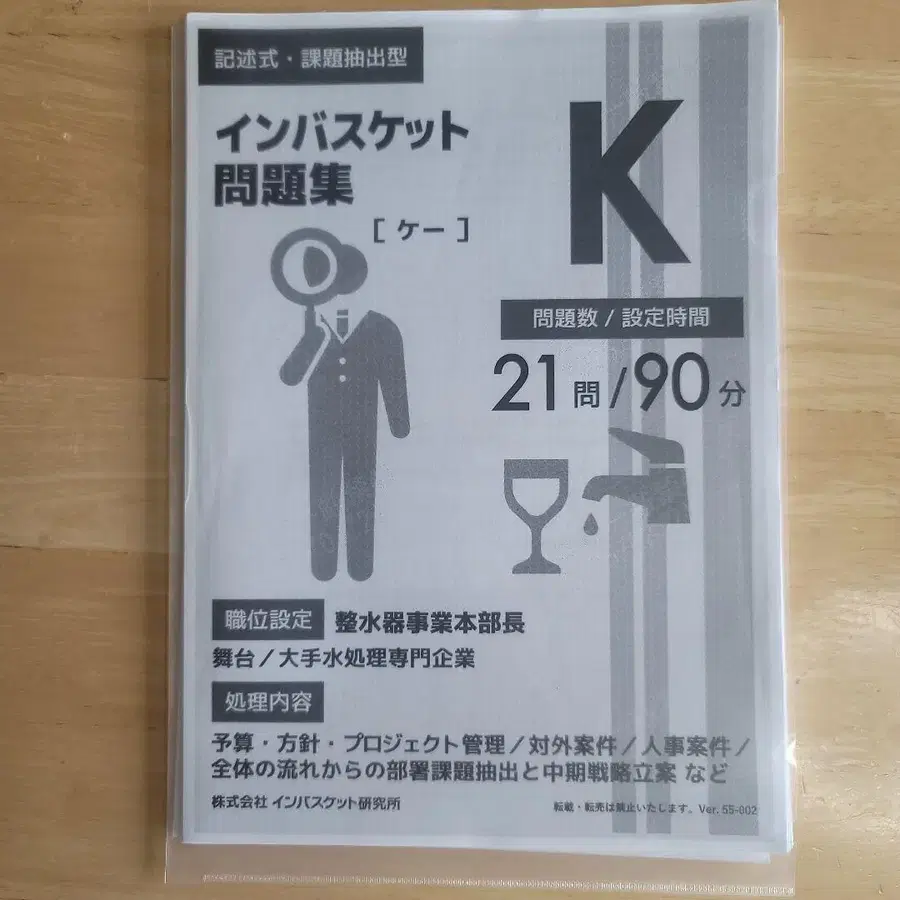 記述式・課題抽出型
インバスケット
問題集
[ケー]
K
問題数 / 設定時間
21問/90分
職位設定 整水器事業本部長
舞台/大手水処理専門企業
処理内容
予算・方針・プロジェクト管理/対外案件/人事案件/
全体の流れからの部署課題抽出と中期戦略立案 など
株式会社 インバスケット研究所
転載・転売は禁止いたします。Ver. 55-002